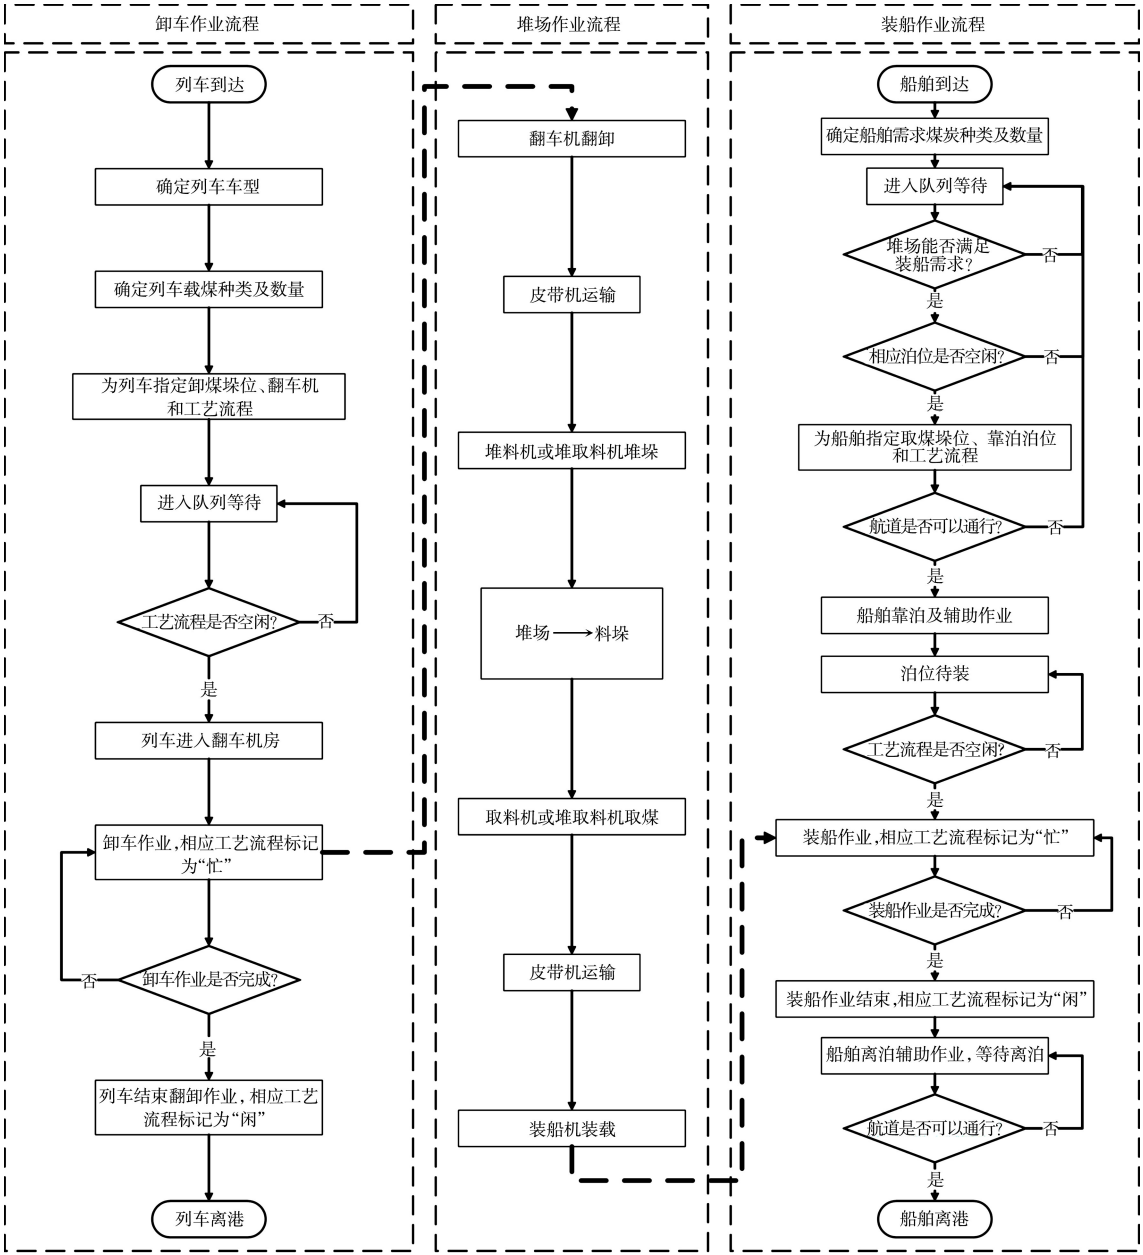 卸车作业流程
列车到达
确定列车车型
确定列车载煤种类及数量
为列车指定卸煤垛位、翻车机
和工艺流程
进入队列等待
工艺流程是否空闲?
否
是
列车进入翻车机房
卸车作业,相应工艺流程标记
为“忙”
卸车作业是否完成?
否
是
列车结束翻卸作业,相应工艺
流程标记为“闲”
列车离港
堆场作业流程
翻车机翻卸
皮带机运输
堆料机或堆取料机堆垛
堆场 → 料垛
取料机或堆取料机取煤
皮带机运输
装船机装载
装船作业流程
船舶到达
确定船舶需求煤炭种类及数量
进入队列等待
堆场能否满足
装船需求?
否
是
相应泊位是否空闲?
否
是
为船舶指定取煤垛位、靠泊泊位
和工艺流程
航道是否可以通行?
否
是
船舶靠泊及辅助作业
泊位待装
工艺流程是否空闲?
否
是
装船作业,相应工艺流程标记为“忙”
装船作业是否完成?
否
是
装船作业结束,相应工艺流程标记为“闲”
船舶离泊辅助作业,等待离泊
航道是否可以通行?
否
是
船舶离港